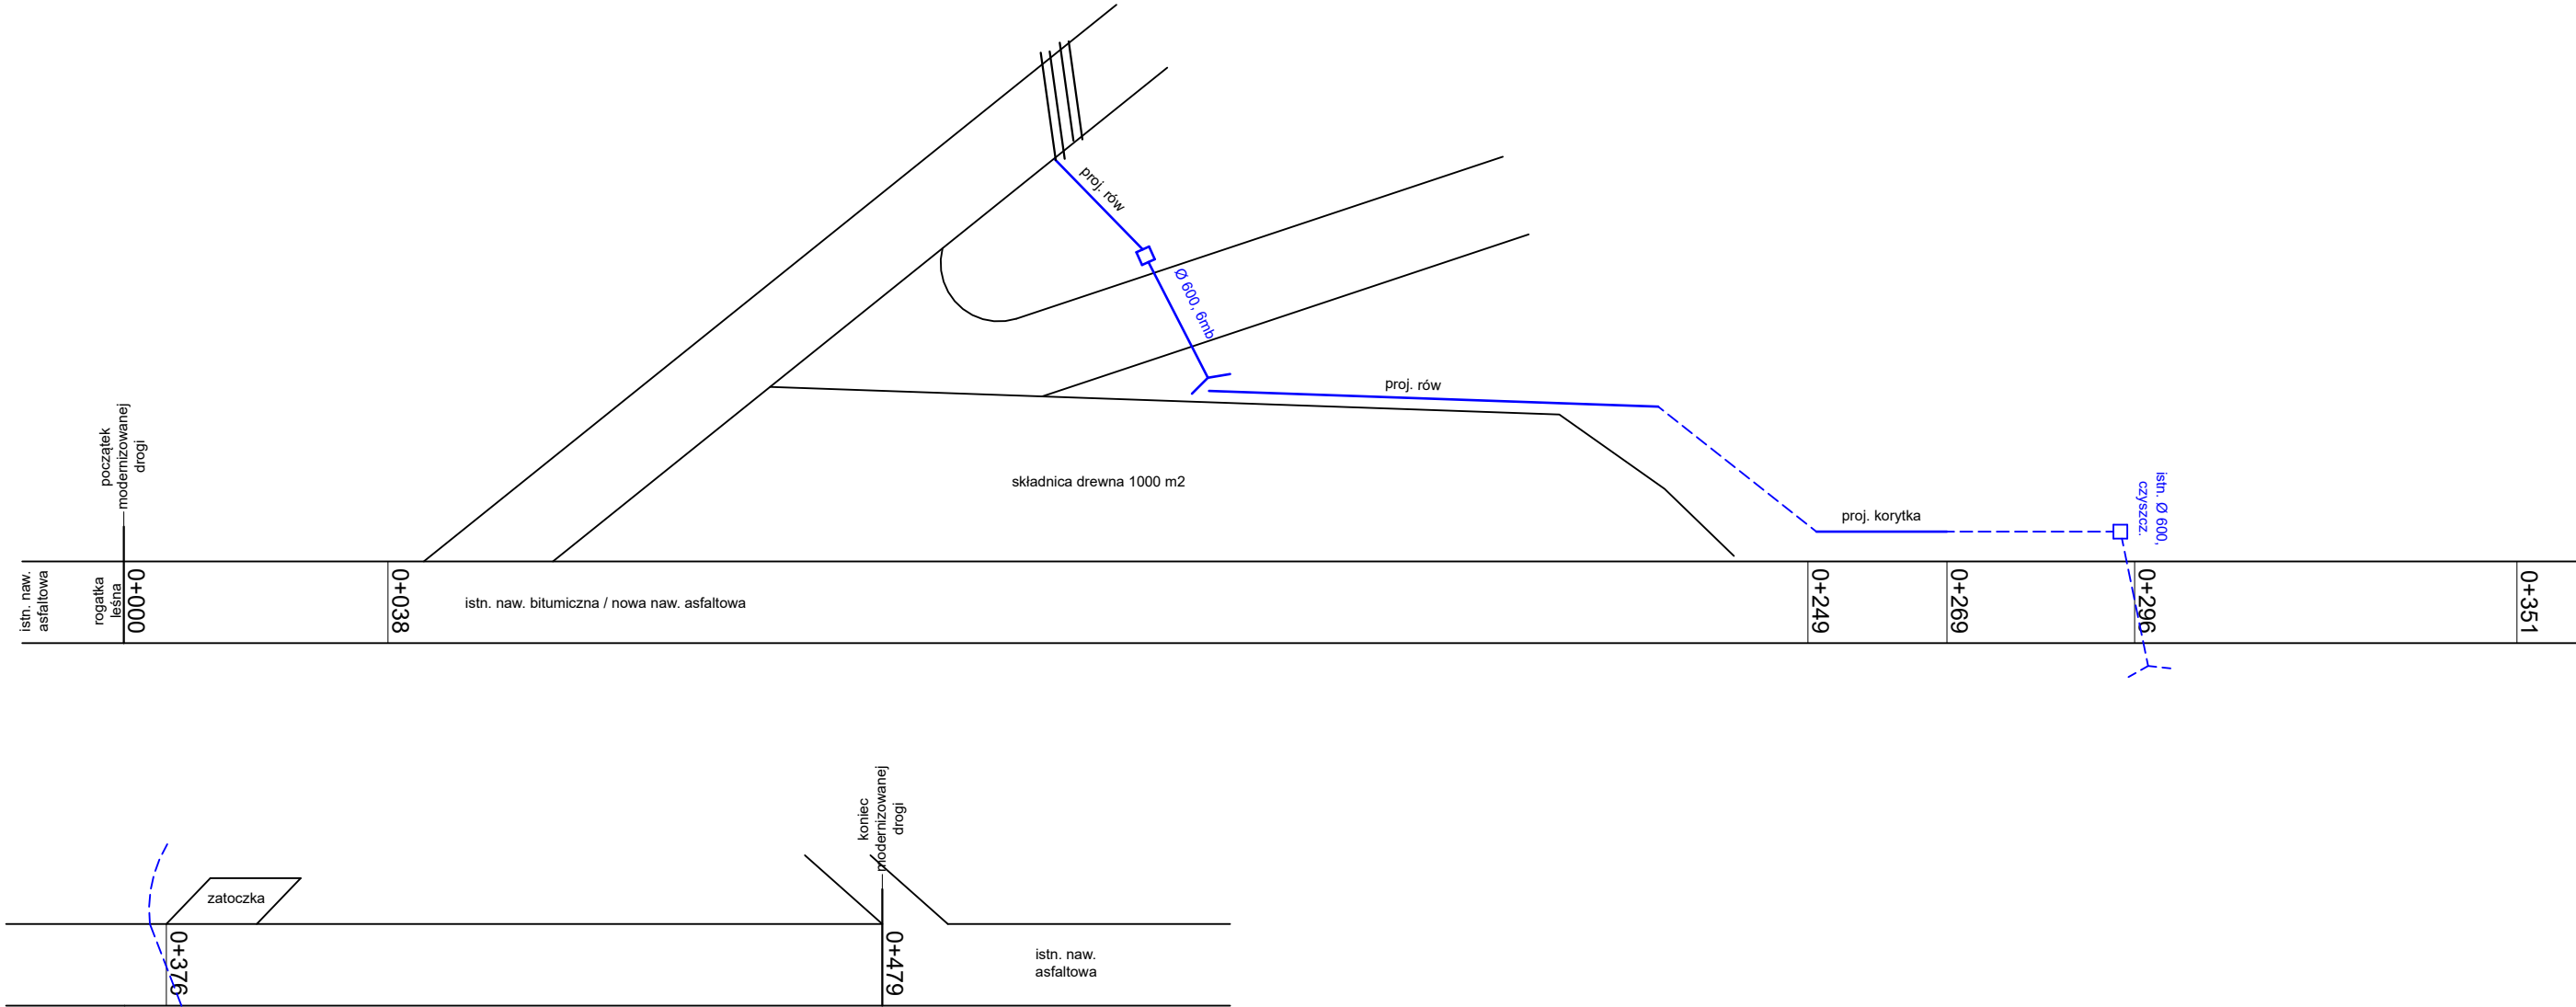 proj. rów
Ø 600, 6mb
proj. rów
początek
modernizowanej
drogi
składnica drewna 1000 m2
proj. korytka
istn. Ø 600,
czyszcz.
istn. naw.
asfaltowa
rogatka
leśna
0+000
0+038
istn. naw. bitumiczna / nowa naw. asfaltowa
0+249
0+269
0+296
0+351
koniec
modernizowanej
drogi
zatoczka
0+376
0+479
istn. naw.
asfaltowa